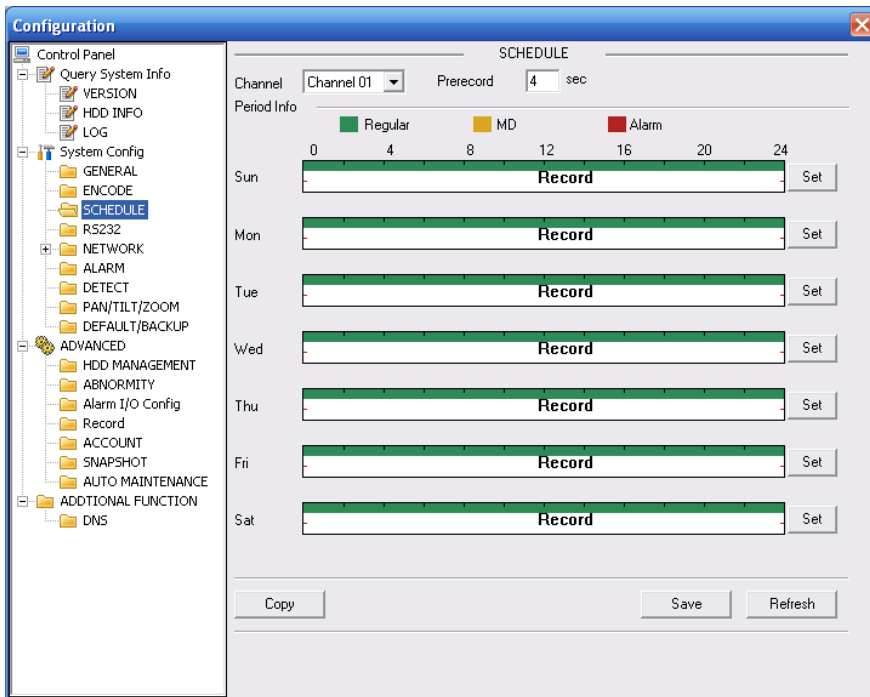 Configuration
Control Panel
Query System Info
VERSION
HDD INFO
LOG
System Config
GENERAL
ENCODE
SCHEDULE
RS232
NETWORK
ALARM
DETECT
PAN/TILT/ZOOM
DEFAULT/BACKUP
ADVANCED
HDD MANAGEMENT
ABNORMITY
Alarm I/O Config
Record
ACCOUNT
SNAPSHOT
AUTO MAINTENANCE
ADDTIONAL FUNCTION
DNS
SCHEDULE
Channel Channel 01 Prerecord 4 sec
Period Info
Regular MD Alarm
0 4 8 12 16 20 24
Sun Record Set
Mon Record Set
Tue Record Set
Wed Record Set
Thu Record Set
Fri Record Set
Sat Record Set
Copy Save Refresh